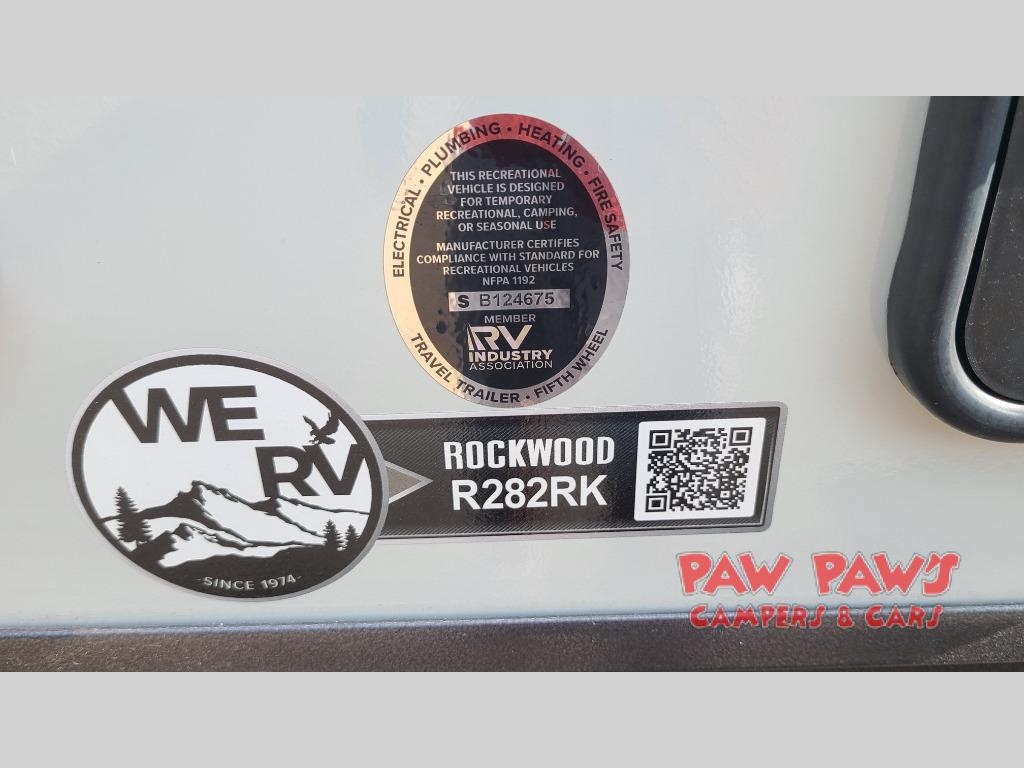 ELECTRICAL • PLUMBING • HEATING • FIRE SAFETY
THIS RECREATIONAL
VEHICLE IS DESIGNED
FOR TEMPORARY
RECREATIONAL, CAMPING,
OR SEASONAL USE
MANUFACTURER CERTIFIES
COMPLIANCE WITH STANDARD FOR
RECREATIONAL VEHICLES
NFPA 1192
S B124675
MEMBER
RV
INDUSTRY
ASSOCIATION
TRAVEL TRAILER • FIFTH WHEEL
WE
RV
-SINCE 1974-
ROCKWOOD
R282RK
PAW PAW'S
CAMPERS & CARS